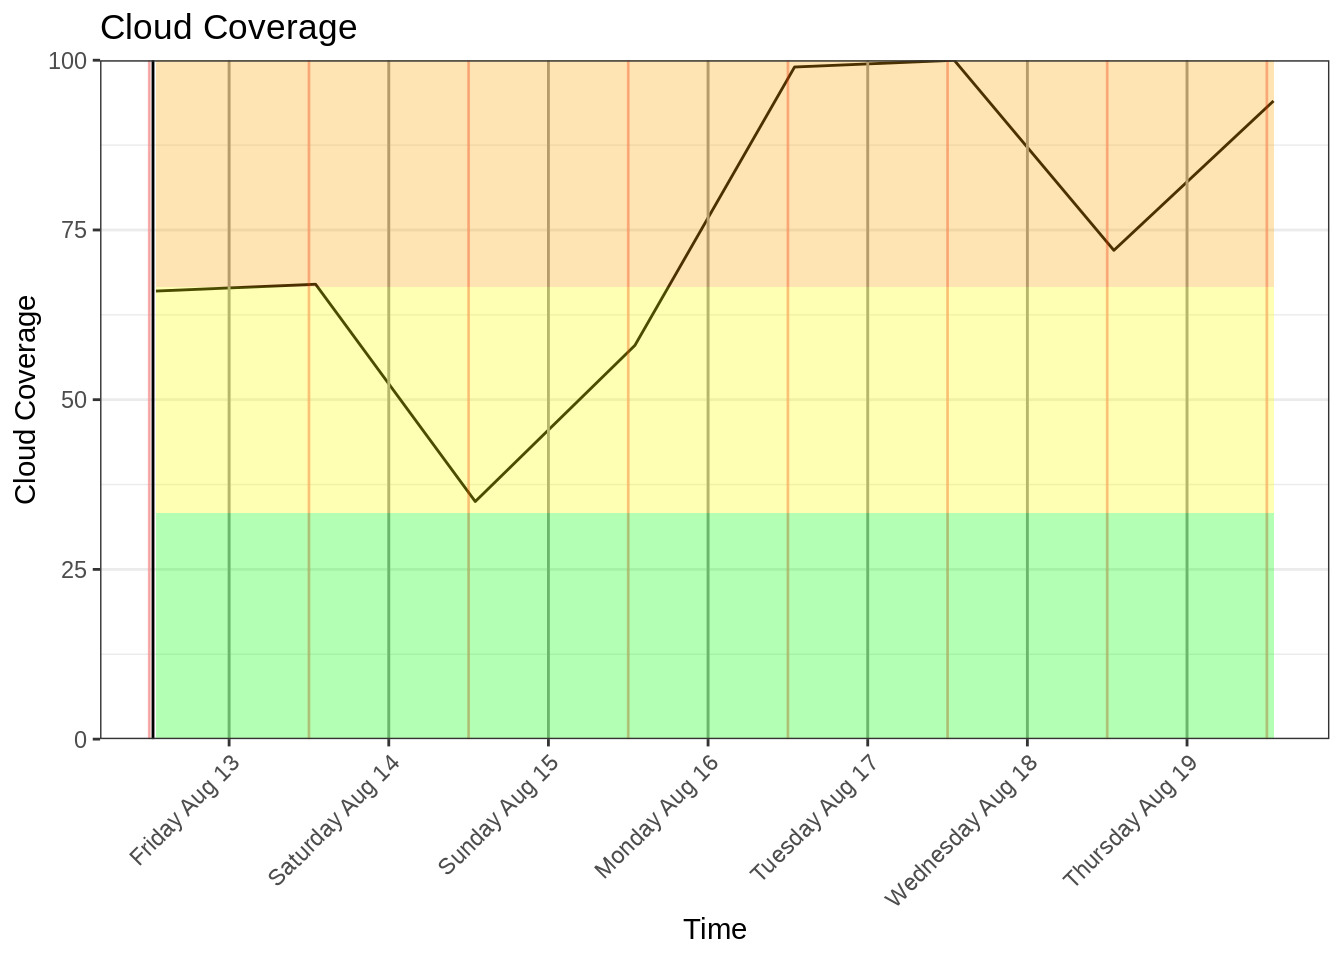 Cloud Coverage
100
75
50
25
0
Cloud Coverage
Friday Aug 13
Saturday Aug 14
Sunday Aug 15
Monday Aug 16
Tuesday Aug 17
Wednesday Aug 18
Thursday Aug 19
Time